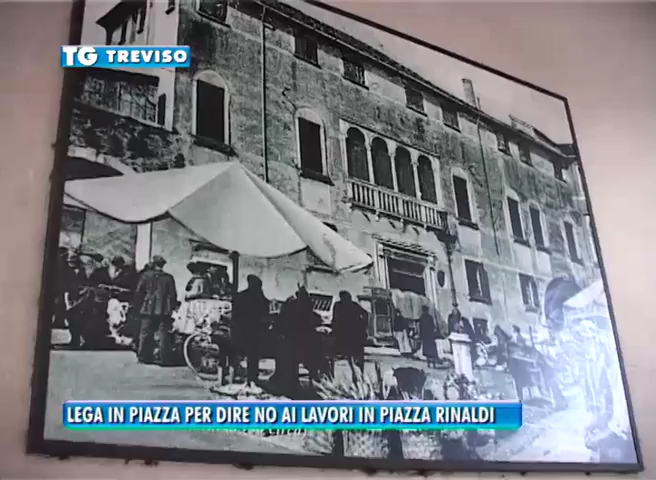 TG TREVISO
LEGA IN PIAZZA PER DIRE NO AI LAVORI IN PIAZZA RINALDI